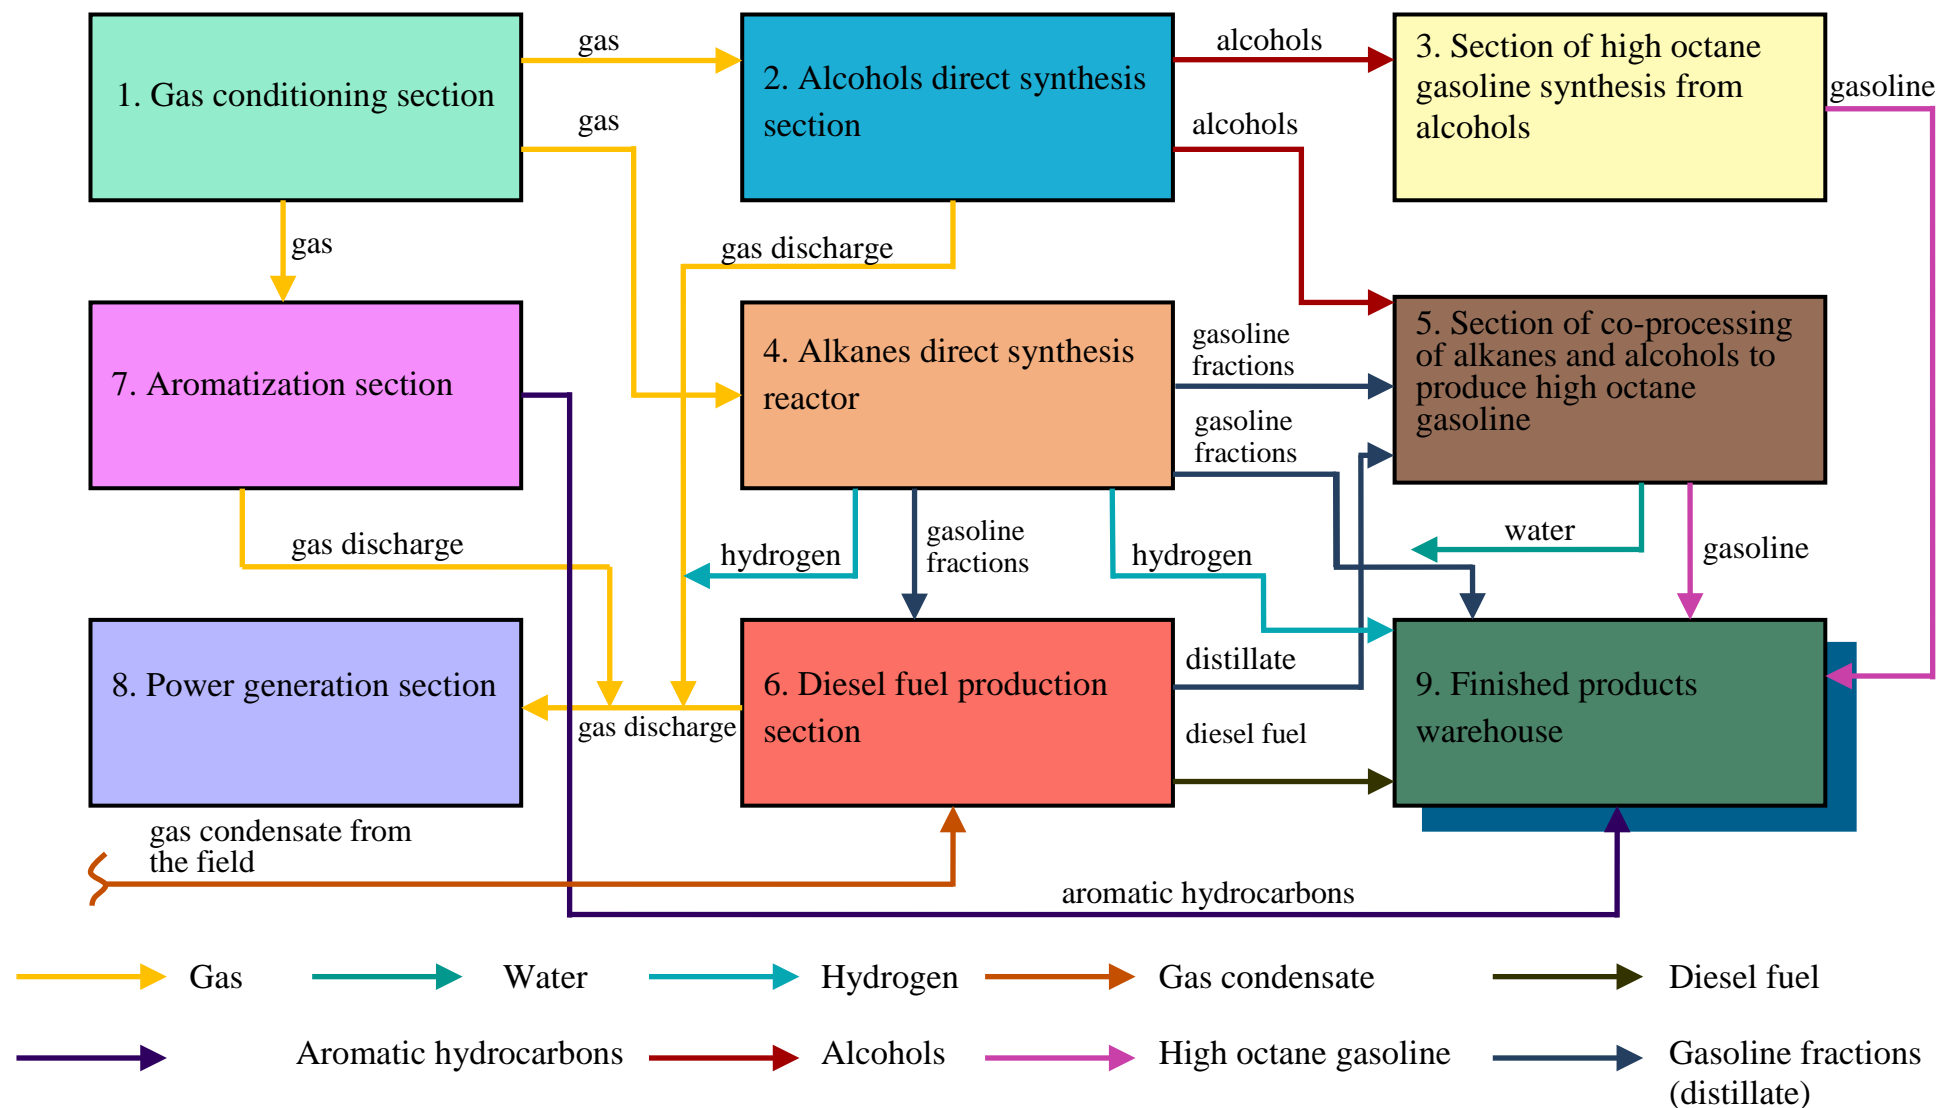 gas
alcohols
1. Gas conditioning section
2. Alcohols direct synthesis
section
3. Section of high octane
gasoline synthesis from
alcohols
gasoline
gas
alcohols
gas
gas discharge
7. Aromatization section
4. Alkanes direct synthesis
reactor
gasoline
fractions
gasoline
fractions
5. Section of co-processing
of alkanes and alcohols to
produce high octane
gasoline
gas discharge
hydrogen
gasoline
fractions
hydrogen
water
gasoline
8. Power generation section
gas discharge
6. Diesel fuel production
section
distillate
diesel fuel
9. Finished products
warehouse
gas condensate from
the field
aromatic hydrocarbons
Gas
Water
Hydrogen
Gas condensate
Diesel fuel
Aromatic hydrocarbons
Alcohols
High octane gasoline
Gasoline fractions
(distillate)